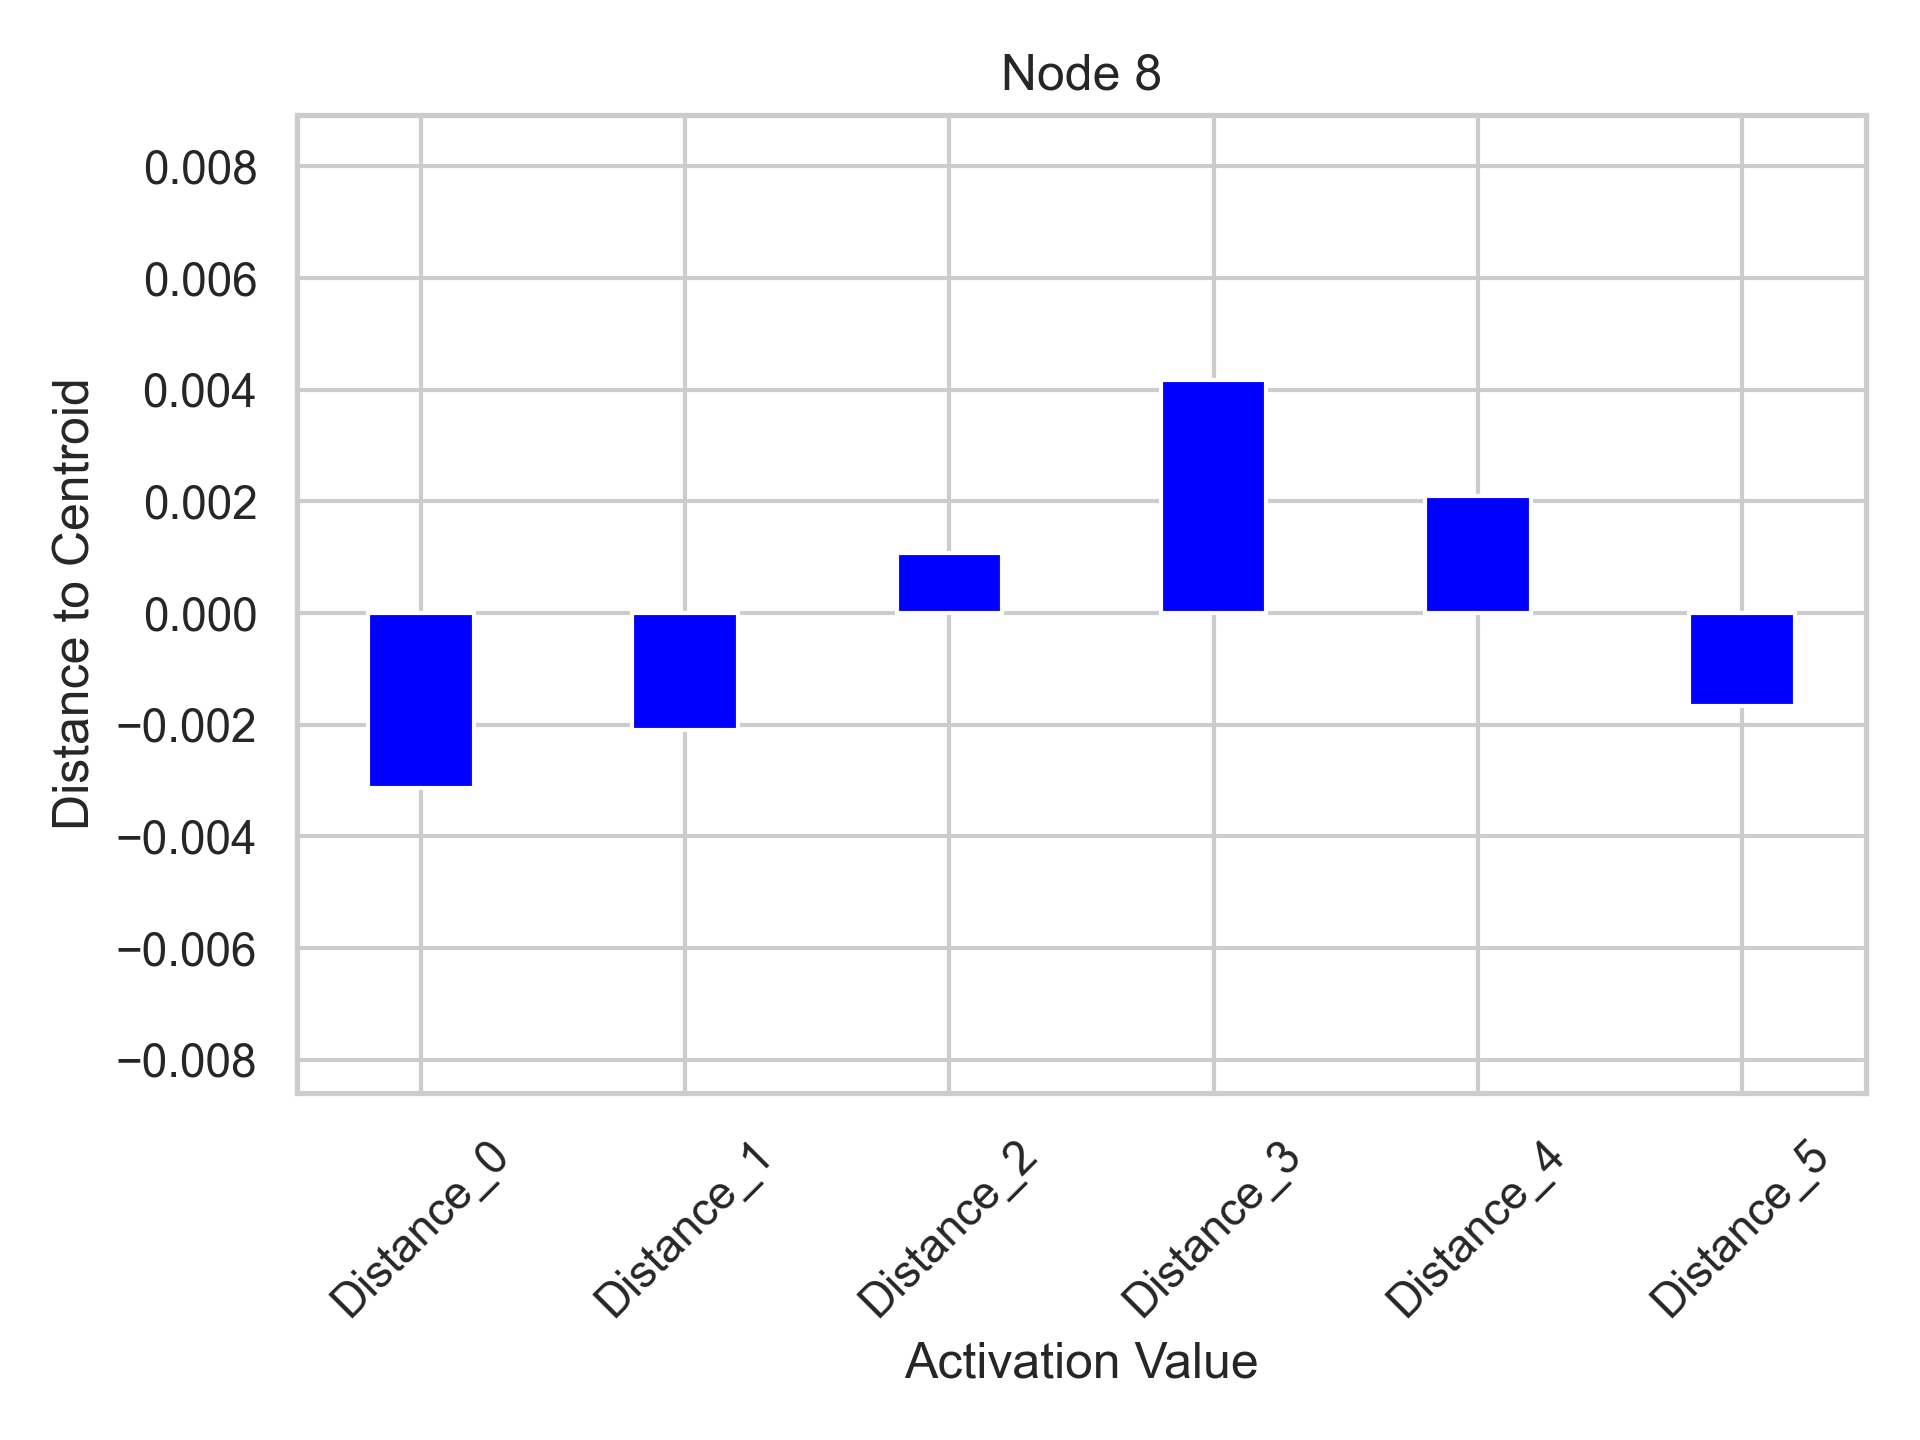 Node 8
0.008
0.006
0.004
0.002
0.000
−0.002
−0.004
−0.006
−0.008
Distance to Centroid
Distance_0
Distance_1
Distance_2
Distance_3
Distance_4
Distance_5
Activation Value